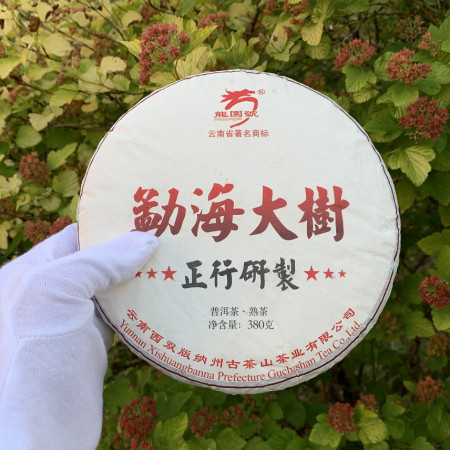 龍園號®
云南省著名商标
勐海大樹
★★★ 正行研製 ★★★
普洱茶·熟茶
净含量: 380克
云南西双版纳州古茶山茶业有限公司
Yunnan Xishuangbanna Prefecture Guchashan Tea Co., Ltd.